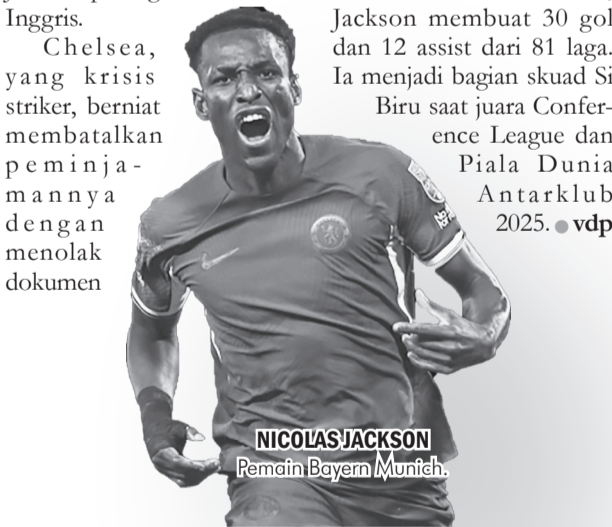 Inggris.
Chelsea,
yang krisis
striker, berniat
membatalkan
peminja-
mannya
dengan
menolak
dokumen
Jackson membuat 30 gol
dan 12 assist dari 81 laga.
Ia menjadi bagian skuad Si
Biru saat juara Confer-
ence League dan
Piala Dunia
Antarklub
2025. ● vdp
NICOLAS JACKSON
Pemain Bayern Munich.